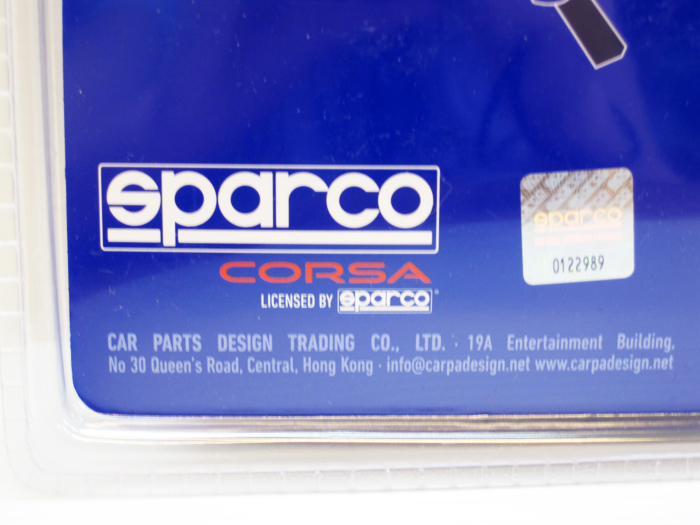 sparco
CORSA
LICENSED BY sparco
sparco
0122989
CAR PARTS DESIGN TRADING CO., LTD. · 19A Entertainment Building,
No 30 Queen's Road, Central, Hong Kong · info@carpadesign.net www.carpadesign.net